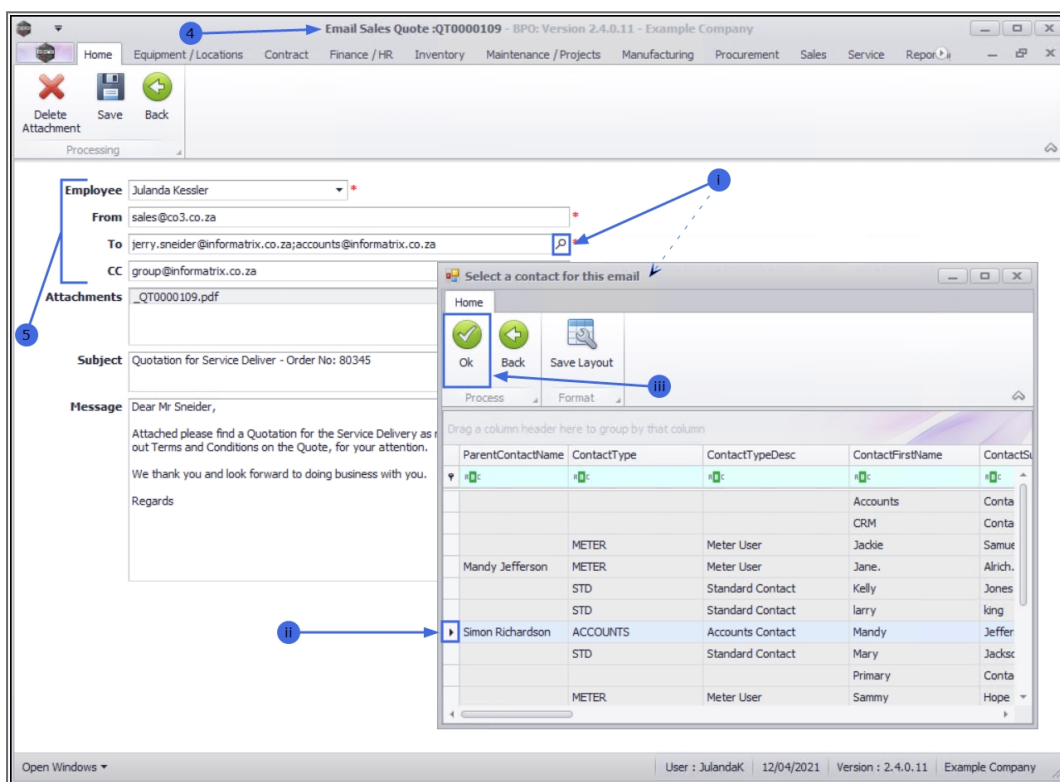 4
Email Sales Quote :QT0000109 - BPO: Version 2.4.0.11 - Example Company
Home Equipment / Locations Contract Finance / HR Inventory Maintenance / Projects Manufacturing Procurement Sales Service
Delete Attachment Save Back
Processing
Employee Julanda Kessler *
i
From sales@co3.co.za *
To jerry.sneider@informatrix.co.za;accounts@informatrix.co.za *
CC group@informatrix.co.za
Attachments _QT0000109.pdf
5
Subject Quotation for Service Deliver - Order No: 80345
Message Dear Mr Sneider,
Attached please find a Quotation for the Service Delivery as
out Terms and Conditions on the Quote, for your attention.
We thank you and look forward to doing business with you.
Regards
Select a contact for this email
Home
Ok Back Save Layout
iii
Process Format
Drag a column header here to group by that column
ParentContactName ContactType ContactTypeDesc ContactFirstName ContactSu
Accounts Conta
CRM Conta
METER Meter User Jackie Samue
Mandy Jefferson METER Meter User Jane. Alrich.
STD Standard Contact Kelly Jones
STD Standard Contact larry king
ii
Simon Richardson ACCOUNTS Accounts Contact Mandy Jeffer
STD Standard Contact Mary Jackso
Primary Conta
METER Meter User Sammy Hope
Open Windows User : JulandaK 12/04/2021 Version : 2.4.0.11 Example Company